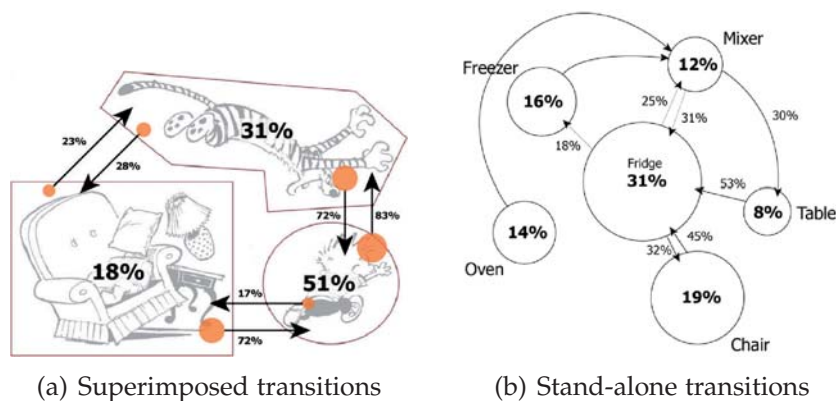 31%
23%
28%
72%
83%
18%
51%
17%
72%
(a) Superimposed transitions
Mixer
12%
Freezer
16%
25%
31%
30%
18%
Fridge
31%
53%
8%
Table
14%
Oven
32%
45%
19%
Chair
(b) Stand-alone transitions